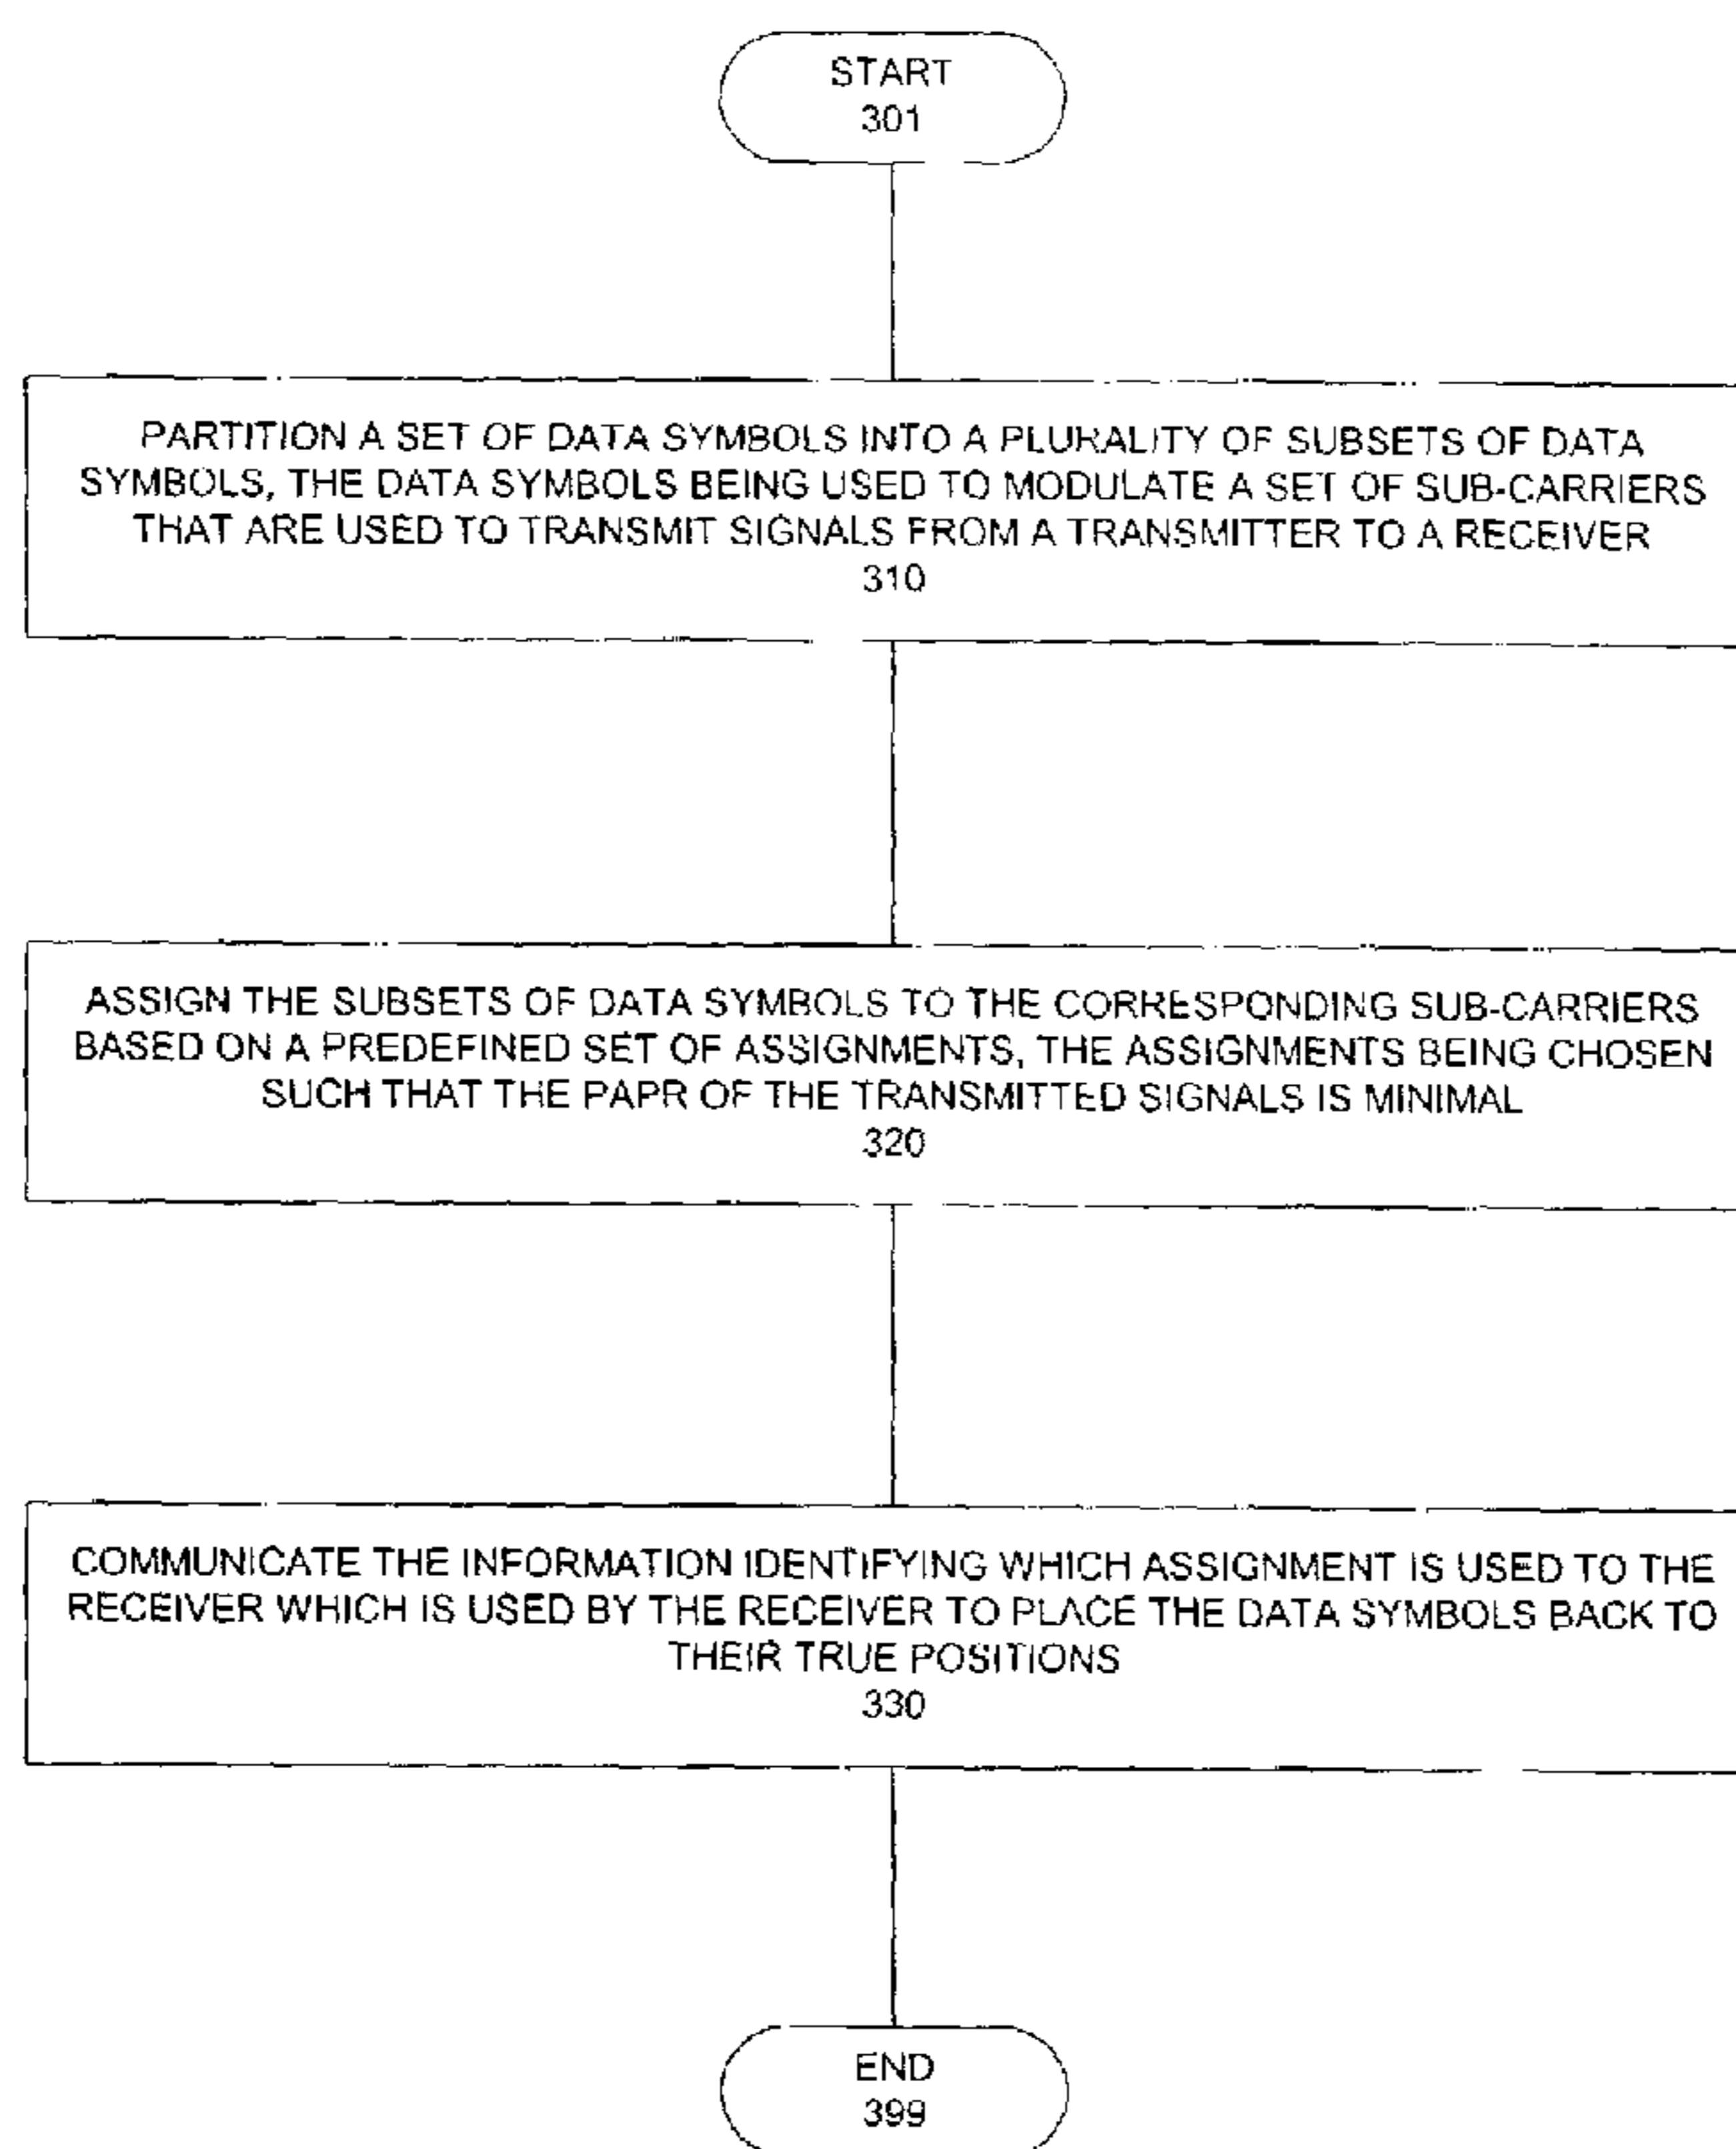 START
301
PARTITION A SET OF DATA SYMBOLS INTO A PLURALITY OF SUBSETS OF DATA
SYMBOLS, THE DATA SYMBOLS BEING USED TO MODULATE A SET OF SUB-CARRIERS
THAT ARE USED TO TRANSMIT SIGNALS FROM A TRANSMITTER TO A RECEIVER
310
ASSIGN THE SUBSETS OF DATA SYMBOLS TO THE CORRESPONDING SUB-CARRIERS
BASED ON A PREDEFINED SET OF ASSIGNMENTS, THE ASSIGNMENTS BEING CHOSEN
SUCH THAT THE PAPR OF THE TRANSMITTED SIGNALS IS MINIMAL
320
COMMUNICATE THE INFORMATION IDENTIFYING WHICH ASSIGNMENT IS USED TO THE
RECEIVER WHICH IS USED BY THE RECEIVER TO PLACE THE DATA SYMBOLS BACK TO
THEIR TRUE POSITIONS
330
END
399